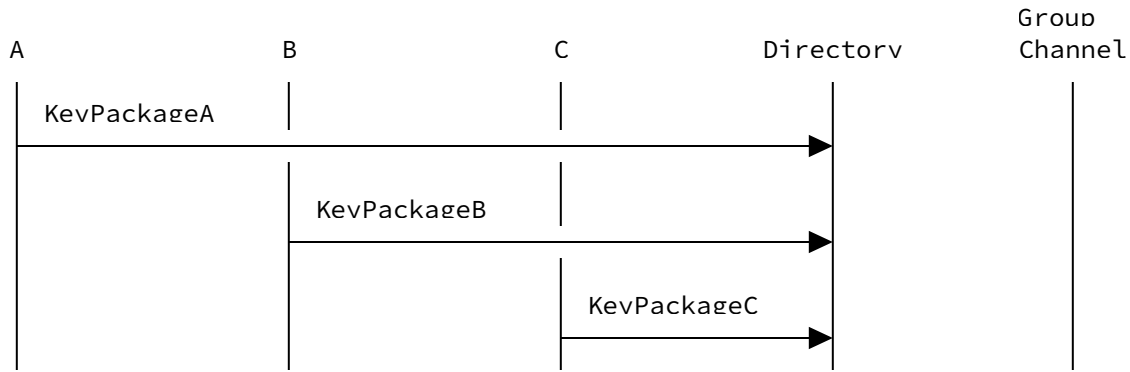 Group
A B C Directory Channel
KeyPackageA
KeyPackageB
KeyPackageC